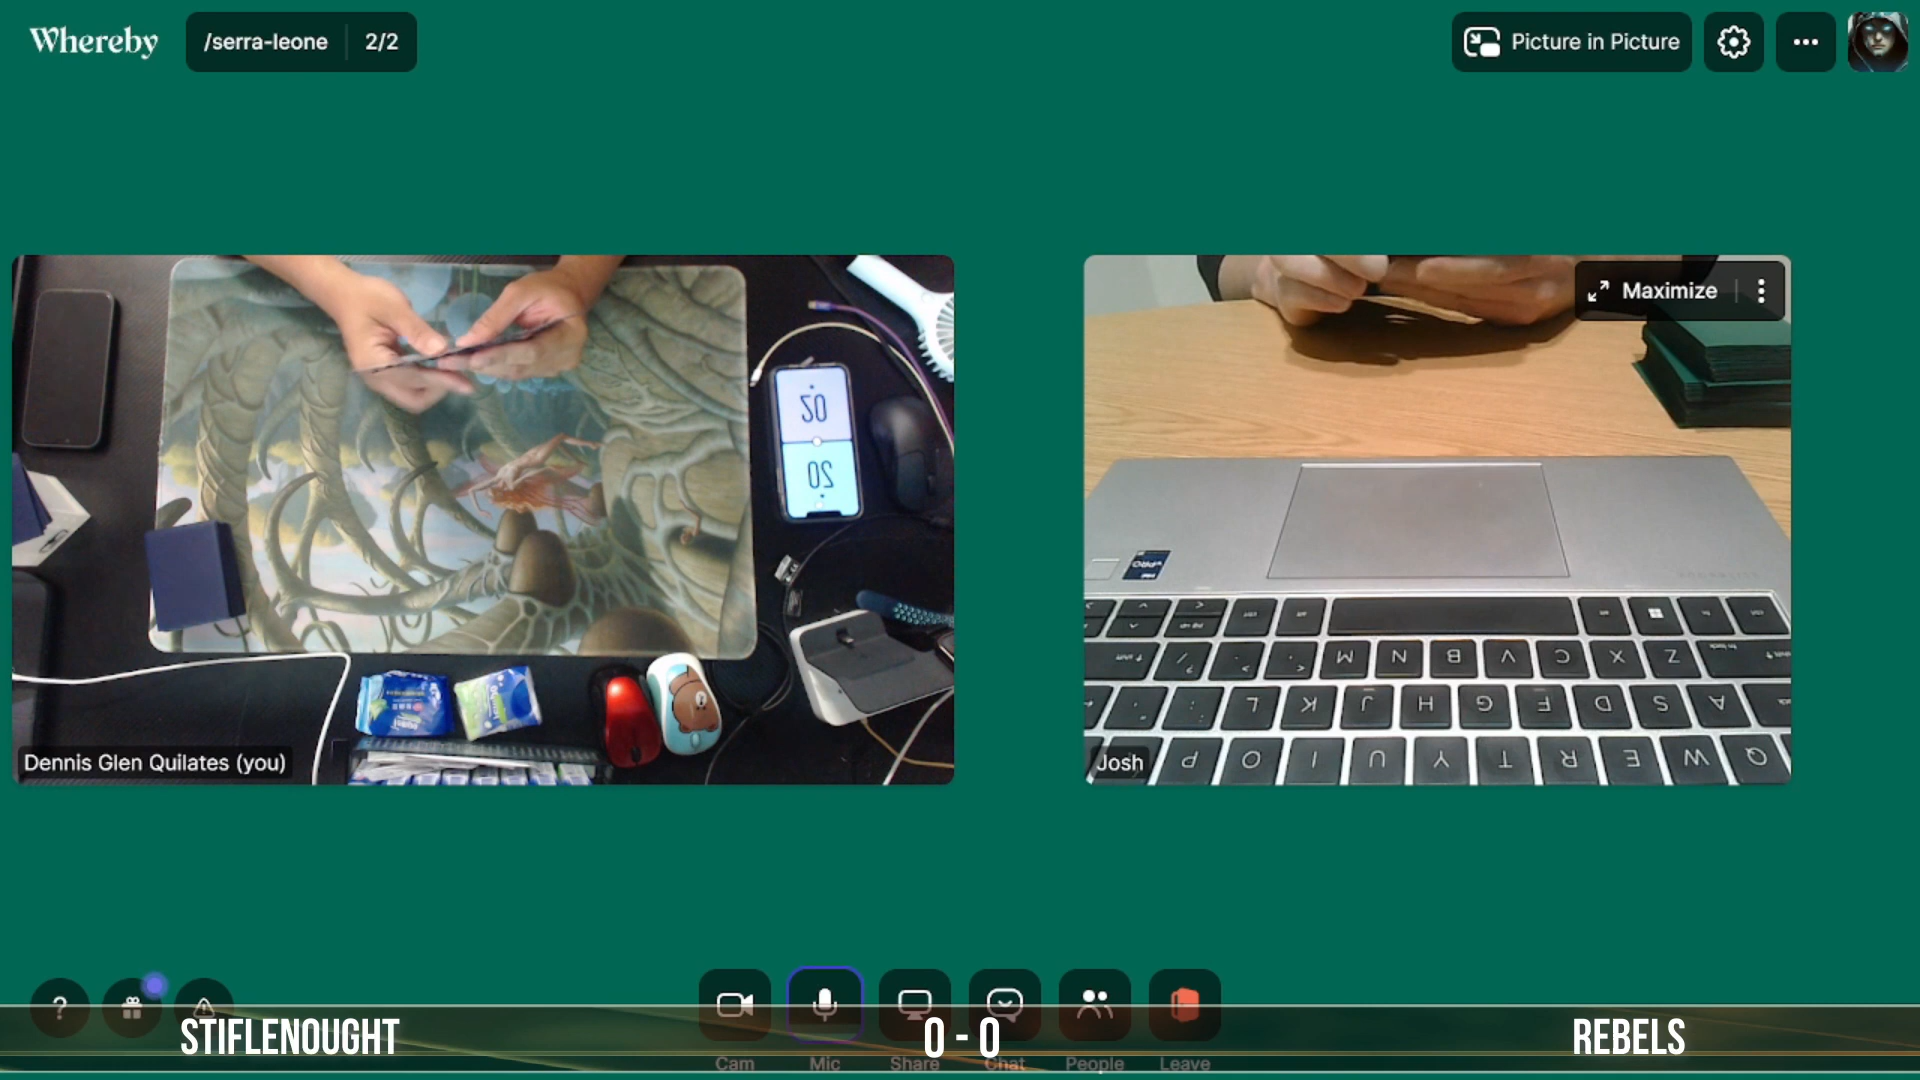 Whereby
/serra-leone 2/2
Picture in Picture
Maximize
20
20
PRO
Dennis Glen Quilates (you)
Josh
M N B V C X Z
L K J H G F D S A
P O I U Y T R E W Q
?
STIFLENOUGHT
0 - 0
REBELS
Cam
Mic
Share
Chat
People
Leave